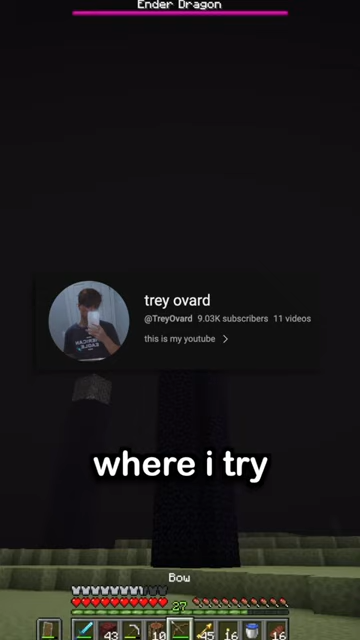 Ender Dragon
trey ovard
@TreyOvard 9.03K subscribers 11 videos
this is my youtube
where i try
Bow
27
43 10 45 16 16